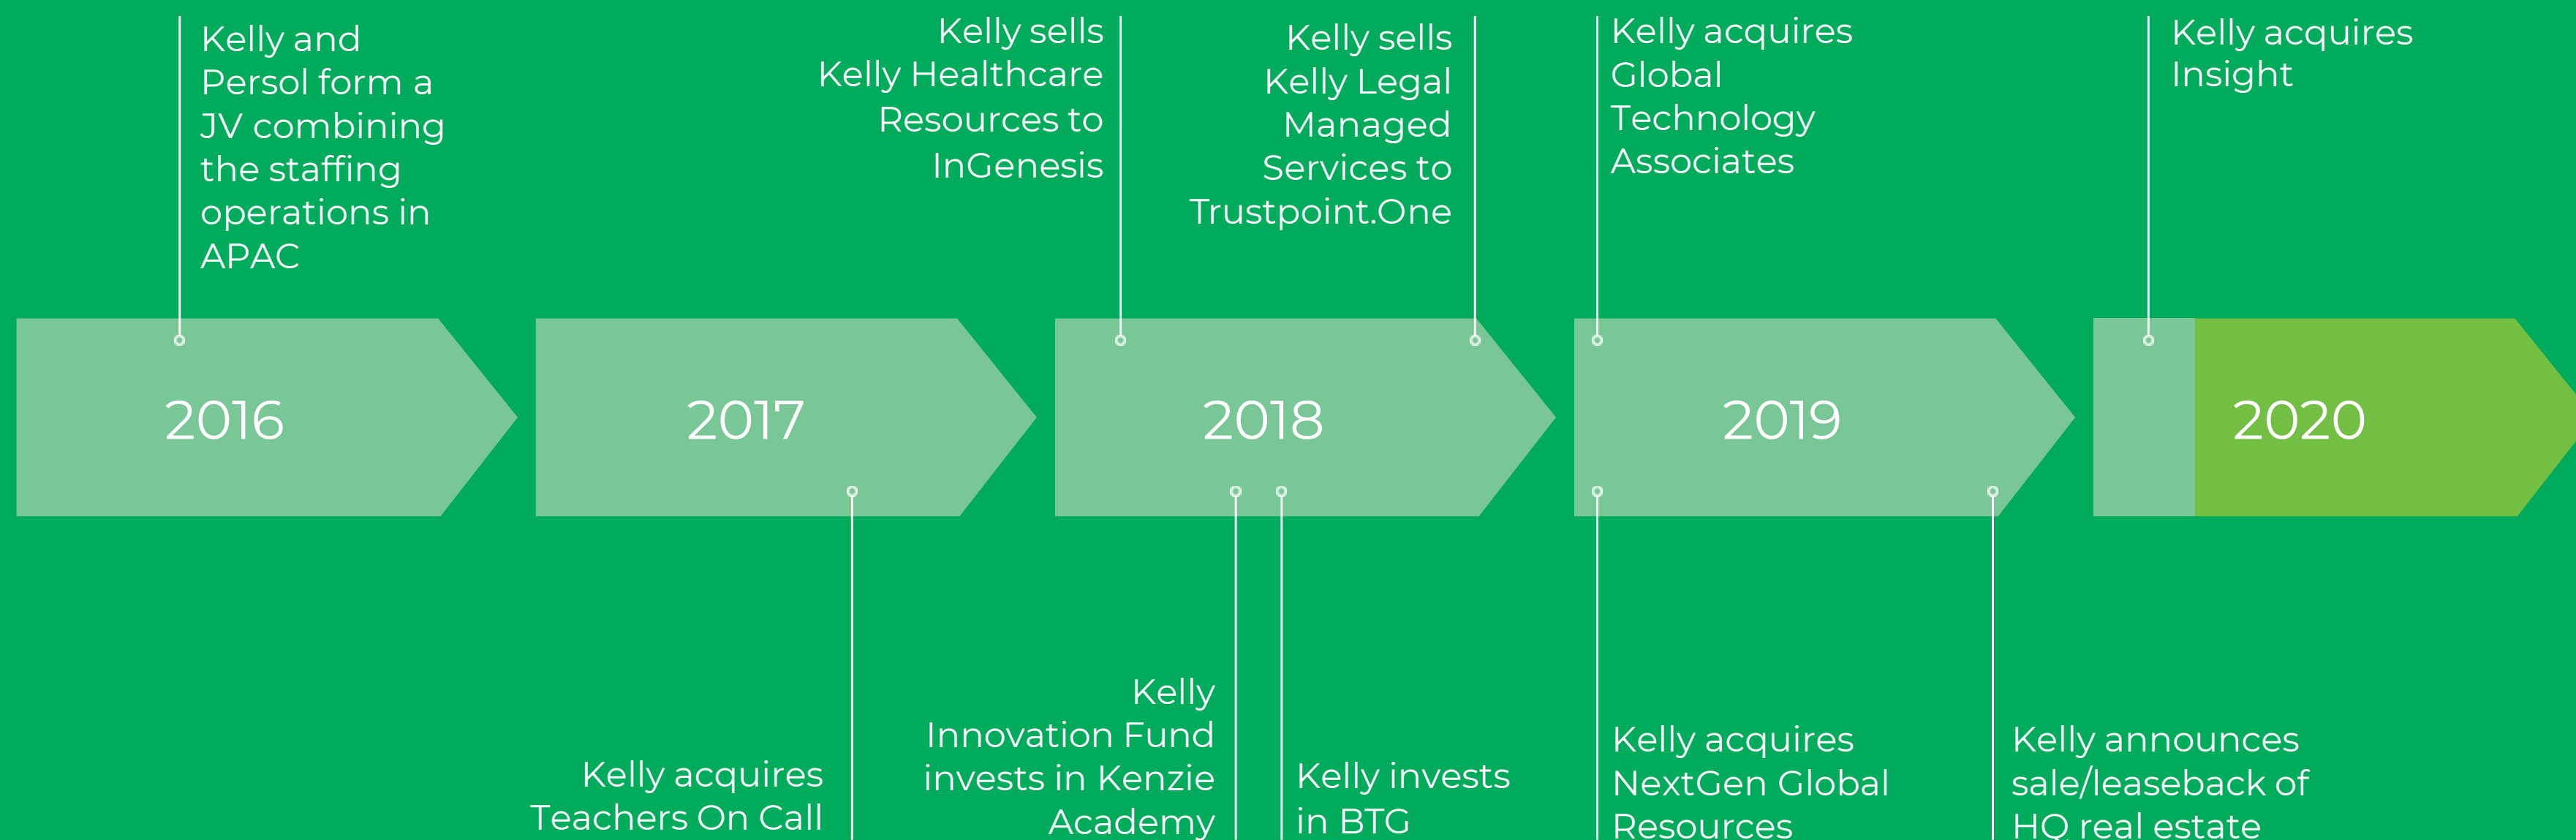 Kelly and
Persol form a
JV combining
the staffing
operations in
APAC
Kelly sells
Kelly Healthcare
Resources to
InGenesis
Kelly sells
Kelly Legal
Managed
Services to
Trustpoint.One
Kelly acquires
Global
Technology
Associates
Kelly acquires
Insight
2016
2017
2018
2019
2020
Kelly acquires
Teachers On Call
Kelly
Innovation Fund
invests in Kenzie
Academy
Kelly invests
in BTG
Kelly acquires
NextGen Global
Resources
Kelly announces
sale/leaseback of
HQ real estate